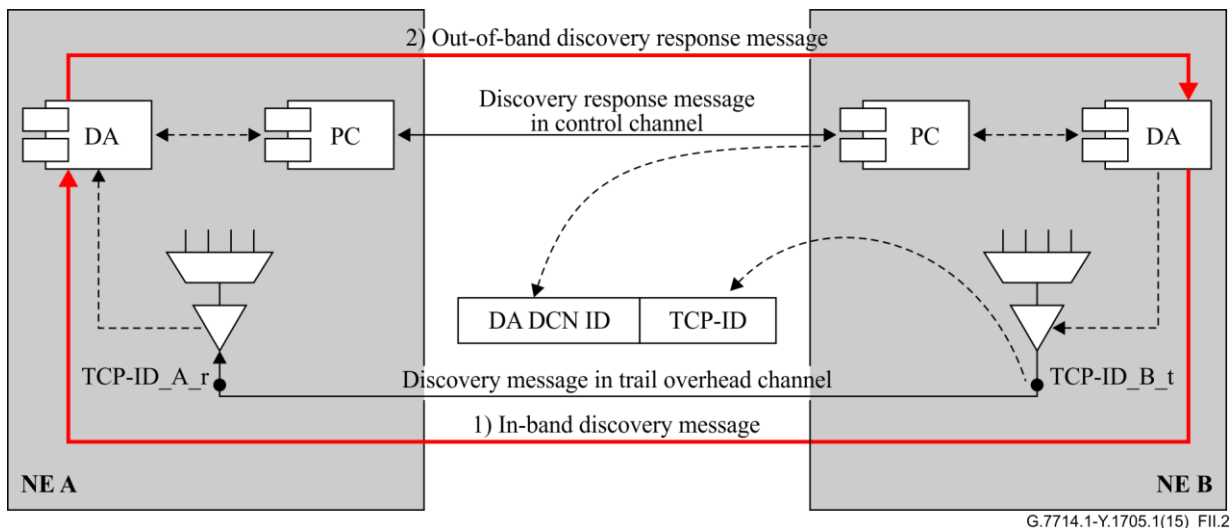 2) Out-of-band discovery response message
Discovery response message
in control channel
DA
PC
PC
DA
DA DCN ID
TCP-ID
TCP-ID_A_r
Discovery message in trail overhead channel
TCP-ID_B_t
1) In-band discovery message
NE A
NE B
G.7714.1-Y.1705.1(15)_FII.2